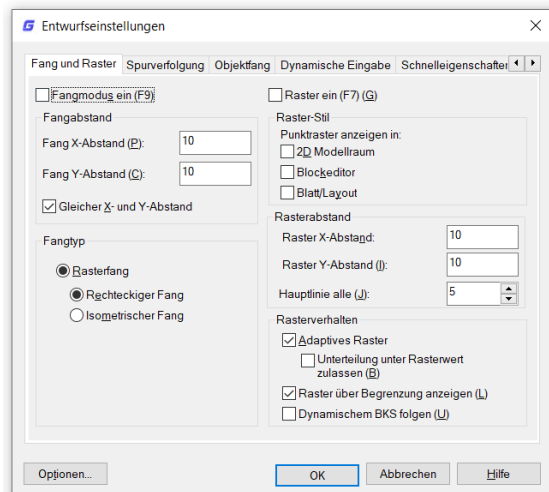 Entwurfseinstellungen
Fang und Raster Spurverfolgung Objektfang Dynamische Eingabe Schnelleigenschaften
Fangmodus ein (F9)
Fangabstand
Fang X-Abstand (P): 10
Fang Y-Abstand (C): 10
Gleicher X- und Y-Abstand
Fangtyp
Rasterfang
Rechteckiger Fang
Isometrischer Fang
Raster ein (F7) (G)
Raster-Stil
Punktraster anzeigen in:
2D Modellraum
Blockeditor
Blatt/Layout
Rasterabstand
Raster X-Abstand: 10
Raster Y-Abstand (I): 10
Hauptlinie alle (J): 5
Rasterverhalten
Adaptives Raster
Unterteilung unter Rasterwert
zulassen (B)
Raster über Begrenzung anzeigen (L)
Dynamischem BKS folgen (U)
Optionen... OK Abbrechen Hilfe